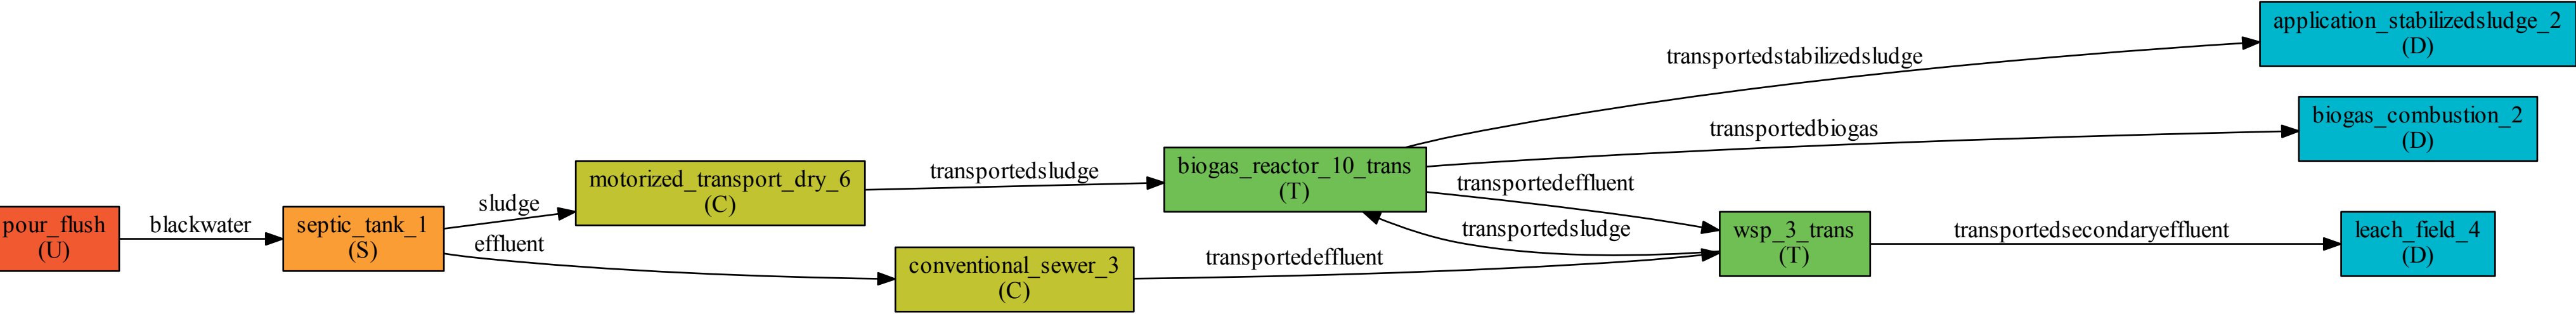 pour_flush
(U)
blackwater
septic_tank_1
(S)
sludge
effluent
motorized_transport_dry_6
(C)
conventional_sewer_3
(C)
transportedsludge
transportedeffluent
biogas_reactor_10_trans
(T)
transportedstabilizedsludge
transportedbiogas
transportedeffluent
transportedsludge
wsp_3_trans
(T)
transportedsecondaryeffluent
application_stabilizedsludge_2
(D)
biogas_combustion_2
(D)
leach_field_4
(D)